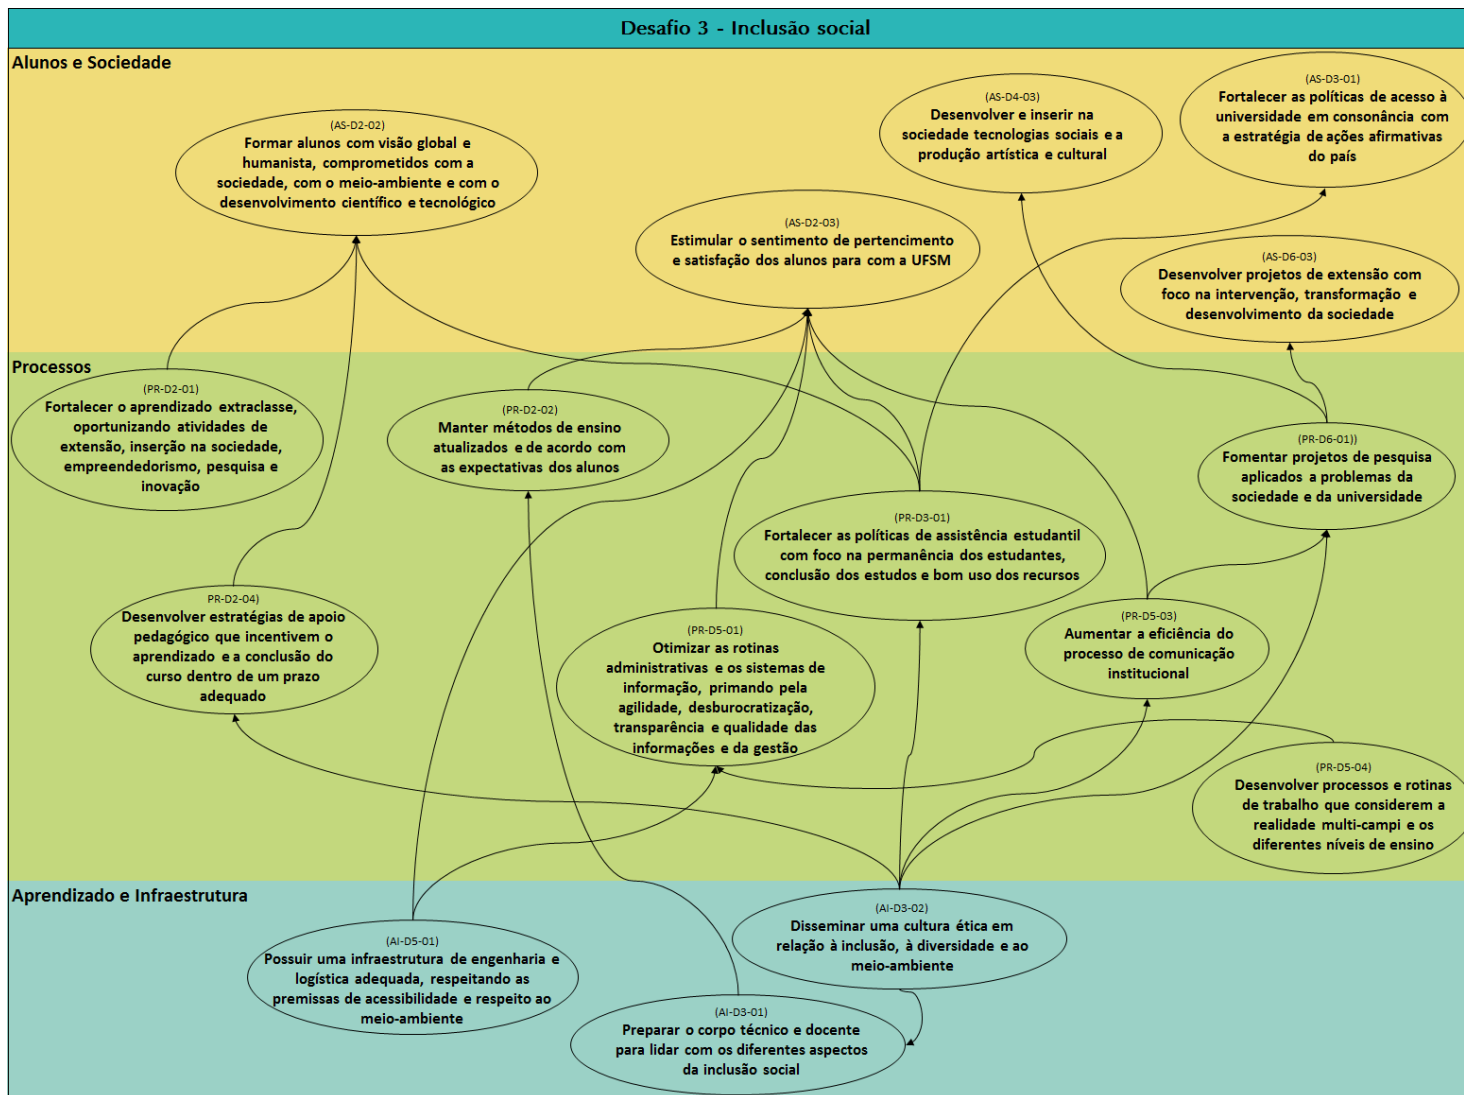 Desafio 3 - Inclusão social
Alunos e Sociedade
(AS-D2-02)
Formar alunos com visão global e
humanista, comprometidos com a
sociedade, com o meio-ambiente e com o
desenvolvimento científico e tecnológico
(AS-D2-03)
Estimular o sentimento de pertencimento
e satisfação dos alunos para com a UFSM
(AS-D4-03)
Desenvolver e inserir na
sociedade tecnologias sociais e a
produção artística e cultural
(AS-D3-01)
Fortalecer as políticas de acesso à
universidade em consonância com
a estratégia de ações afirmativas
do país
(AS-D6-03)
Desenvolver projetos de extensão com
foco na intervenção, transformação e
desenvolvimento da sociedade
Processos
(PR-D2-01)
Fortalecer o aprendizado extraclasse,
oportunizando atividades de
extensão, inserção na sociedade,
empreendedorismo, pesquisa e
inovação
(PR-D2-02)
Manter métodos de ensino
atualizados e de acordo com
as expectativas dos alunos
(PR-D3-01)
Fortalecer as políticas de assistência estudantil
com foco na permanência dos estudantes,
conclusão dos estudos e bom uso dos recursos
(PR-D6-01))
Fomentar projetos de pesquisa
aplicados a problemas da
sociedade e da universidade
PR-D2-04)
Desenvolver estratégias de apoio
pedagógico que incentivem o
aprendizado e a conclusão do
curso dentro de um prazo
adequado
(PR-D5-01)
Otimizar as rotinas
administrativas e os sistemas de
informação, primando pela
agilidade, desburocratização,
transparência e qualidade das
informações e da gestão
(PR-D5-03)
Aumentar a eficiência do
processo de comunicação
institucional
(PR-D5-04)
Desenvolver processos e rotinas
de trabalho que considerem a
realidade multi-campi e os
diferentes níveis de ensino
Aprendizado e Infraestrutura
(AI-D5-01)
Possuir uma infraestrutura de engenharia e
logística adequada, respeitando as
premissas de acessibilidade e respeito ao
meio-ambiente
(AI-D3-02)
Disseminar uma cultura ética em
relação à inclusão, à diversidade e ao
meio-ambiente
(AI-D3-01)
Preparar o corpo técnico e docente
para lidar com os diferentes aspectos
da inclusão social